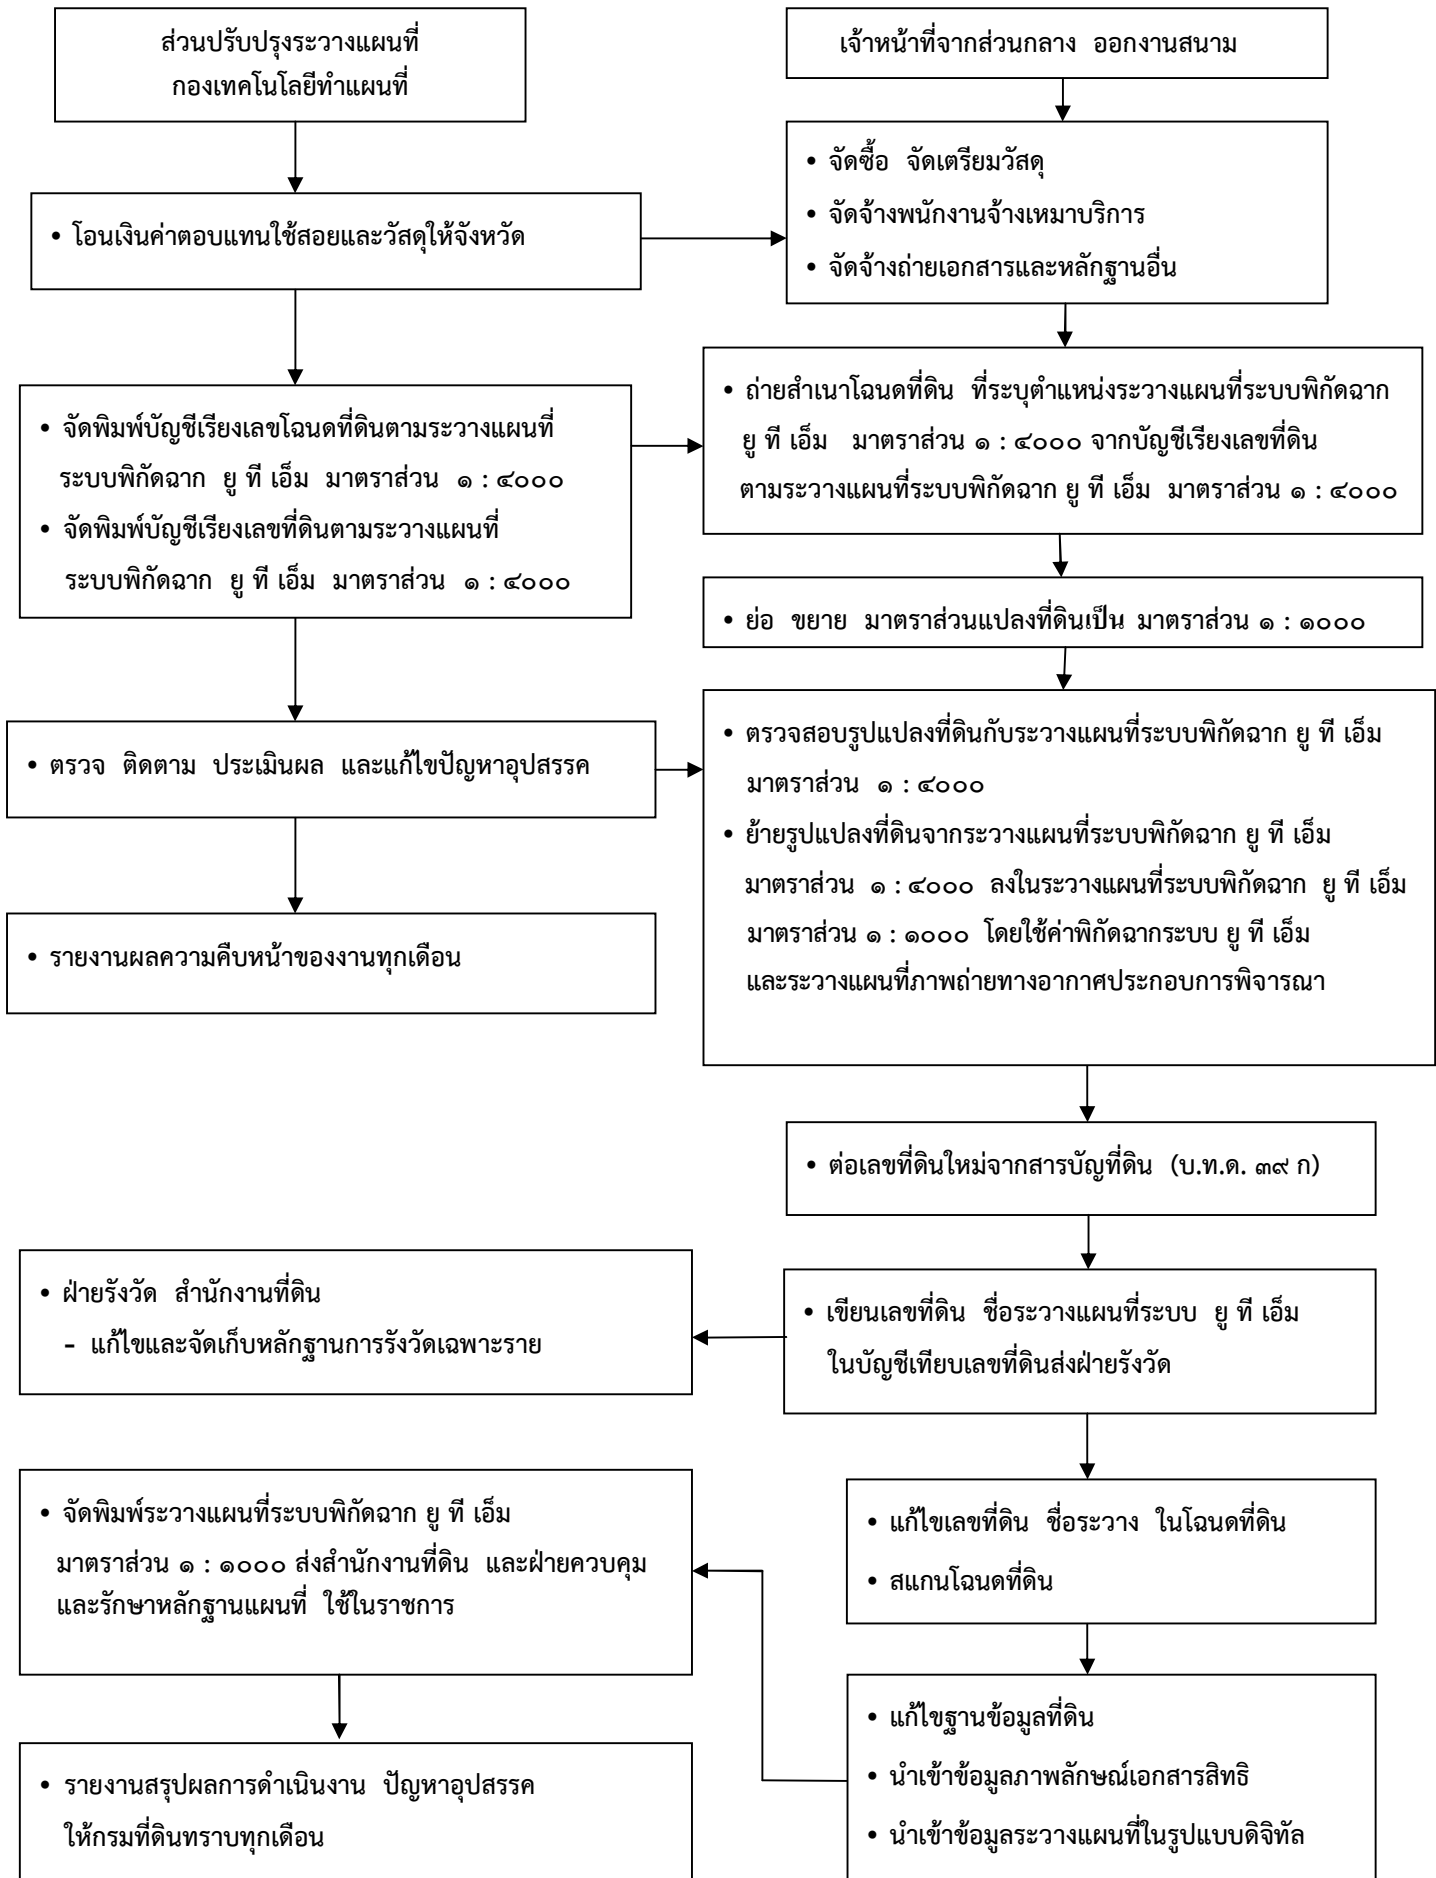 ส่วนปรับปรุงระวางแผนที่
กองเทคโนโลยีทำแผนที่
เจ้าหน้าที่จากส่วนกลาง ออกงานสนาม
• จัดซื้อ จัดเตรียมวัสดุ
• จัดจ้างพนักงานจ้างเหมาบริการ
• จัดจ้างถ่ายเอกสารและหลักฐานอื่น
• โอนเงินค่าตอบแทนใช้สอยและวัสดุให้จังหวัด
• จัดพิมพ์บัญชีเรียงเลขโฉนดที่ดินตามระวางแผนที่
ระบบพิกัดฉาก ยู ที เอ็ม มาตราส่วน ๑ : ๔๐๐๐
• จัดพิมพ์บัญชีเรียงเลขที่ดินตามระวางแผนที่
ระบบพิกัดฉาก ยู ที เอ็ม มาตราส่วน ๑ : ๔๐๐๐
• ถ่ายสำเนาโฉนดที่ดิน ที่ระบุตำแหน่งระวางแผนที่ระบบพิกัดฉาก
ยู ที เอ็ม มาตราส่วน ๑ : ๔๐๐๐ จากบัญชีเรียงเลขที่ดิน
ตามระวางแผนที่ระบบพิกัดฉาก ยู ที เอ็ม มาตราส่วน ๑ : ๔๐๐๐
• ย่อ ขยาย มาตราส่วนแปลงที่ดินเป็น มาตราส่วน ๑ : ๑๐๐๐
• ตรวจ ติดตาม ประเมินผล และแก้ไขปัญหาอุปสรรค
• ตรวจสอบรูปแปลงที่ดินกับระวางแผนที่ระบบพิกัดฉาก ยู ที เอ็ม
มาตราส่วน ๑ : ๔๐๐๐
• ย้ายรูปแปลงที่ดินจากระวางแผนที่ระบบพิกัดฉาก ยู ที เอ็ม
มาตราส่วน ๑ : ๔๐๐๐ ลงในระวางแผนที่ระบบพิกัดฉาก ยู ที เอ็ม
มาตราส่วน ๑ : ๑๐๐๐ โดยใช้ค่าพิกัดฉากระบบ ยู ที เอ็ม
และระวางแผนที่ภาพถ่ายทางอากาศประกอบการพิจารณา
• รายงานผลความคืบหน้าของงานทุกเดือน
• ต่อเลขที่ดินใหม่จากสารบัญที่ดิน (บ.ท.ด. ๓๙ ก)
• เขียนเลขที่ดิน ชื่อระวางแผนที่ระบบ ยู ที เอ็ม
ในบัญชีเทียบเลขที่ดินส่งฝ่ายรังวัด
• ฝ่ายรังวัด สำนักงานที่ดิน
- แก้ไขและจัดเก็บหลักฐานการรังวัดเฉพาะราย
• แก้ไขเลขที่ดิน ชื่อระวาง ในโฉนดที่ดิน
• สแกนโฉนดที่ดิน
• จัดพิมพ์ระวางแผนที่ระบบพิกัดฉาก ยู ที เอ็ม
มาตราส่วน ๑ : ๑๐๐๐ ส่งสำนักงานที่ดิน และฝ่ายควบคุม
และรักษาหลักฐานแผนที่ ใช้ในราชการ
• แก้ไขฐานข้อมูลที่ดิน
• นำเข้าข้อมูลภาพลักษณ์เอกสารสิทธิ
• นำเข้าข้อมูลระวางแผนที่ในรูปแบบดิจิทัล
• รายงานสรุปผลการดำเนินงาน ปัญหาอุปสรรค
ให้กรมที่ดินทราบทุกเดือน